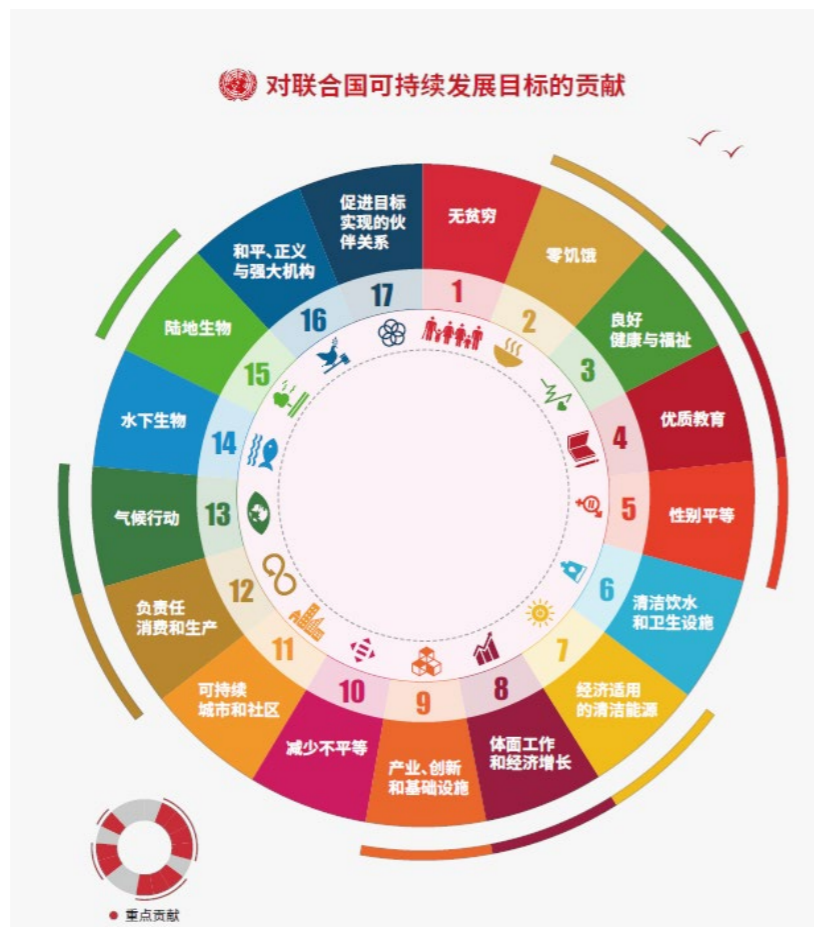 对联合国可持续发展目标的贡献
无贫穷
1
零饥饿
2
良好
健康与福祉
3
优质教育
4
性别平等
5
清洁饮水
和卫生设施
6
经济适用
的清洁能源
7
体面工作
和经济增长
8
产业、创新
和基础设施
9
减少不平等
10
可持续
城市和社区
11
负责任
消费和生产
12
气候行动
13
水下生物
14
陆地生物
15
和平、正义
与强大机构
16
促进目标
实现的伙
伴关系
17
重点贡献